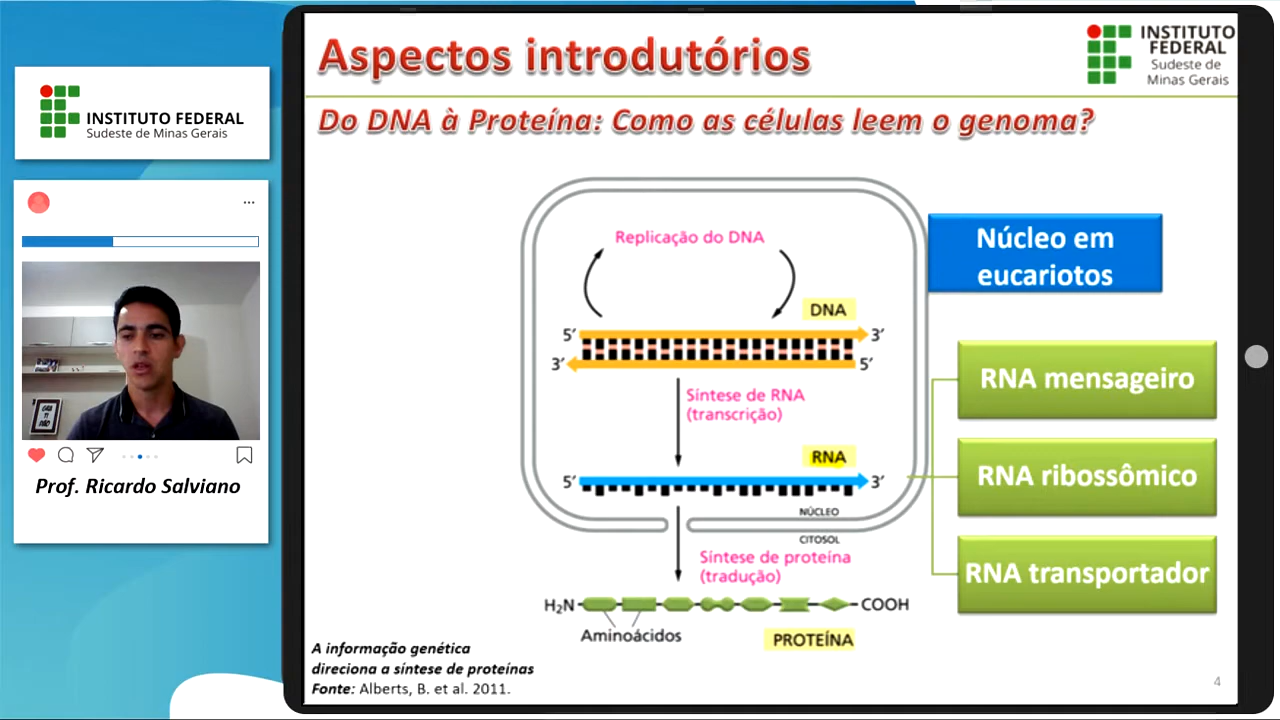 INSTITUTO FEDERAL
Sudeste de Minas Gerais
...
Prof. Ricardo Salviano
Aspectos introdutórios
INSTITUTO
FEDERAL
Sudeste de
Minas Gerais
Do DNA à Proteína: Como as células leem o genoma?
Núcleo em
eucariotos
Replicação do DNA
DNA
5′ 3′
3′ 5′
Síntese de RNA
(transcrição)
RNA
5′ 3′
NÚCLEO
CITOSOL
Síntese de proteína
(tradução)
H₂N COOH
Aminoácidos
PROTEÍNA
RNA mensageiro
RNA ribossômico
RNA transportador
A informação genética
direciona a síntese de proteínas
Fonte: Alberts, B. et al. 2011.
4